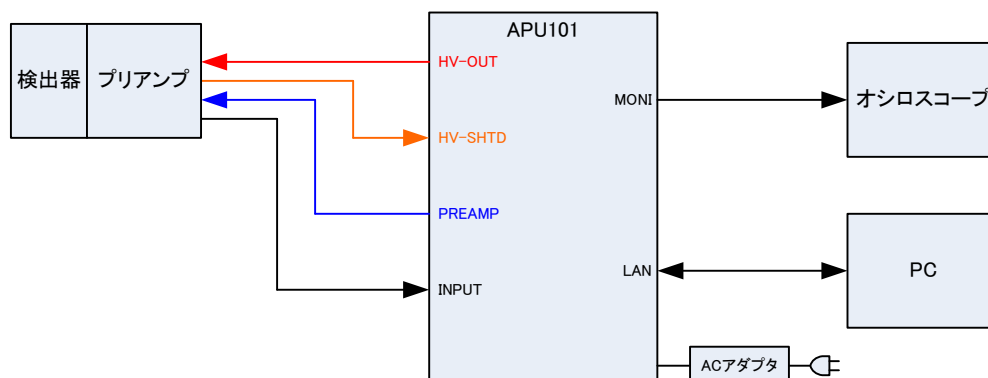 APU101
検出器
プリアンプ
HV-OUT
MONI
オシロスコープ
HV-SHTD
PREAMP
LAN
PC
INPUT
ACアダプタ